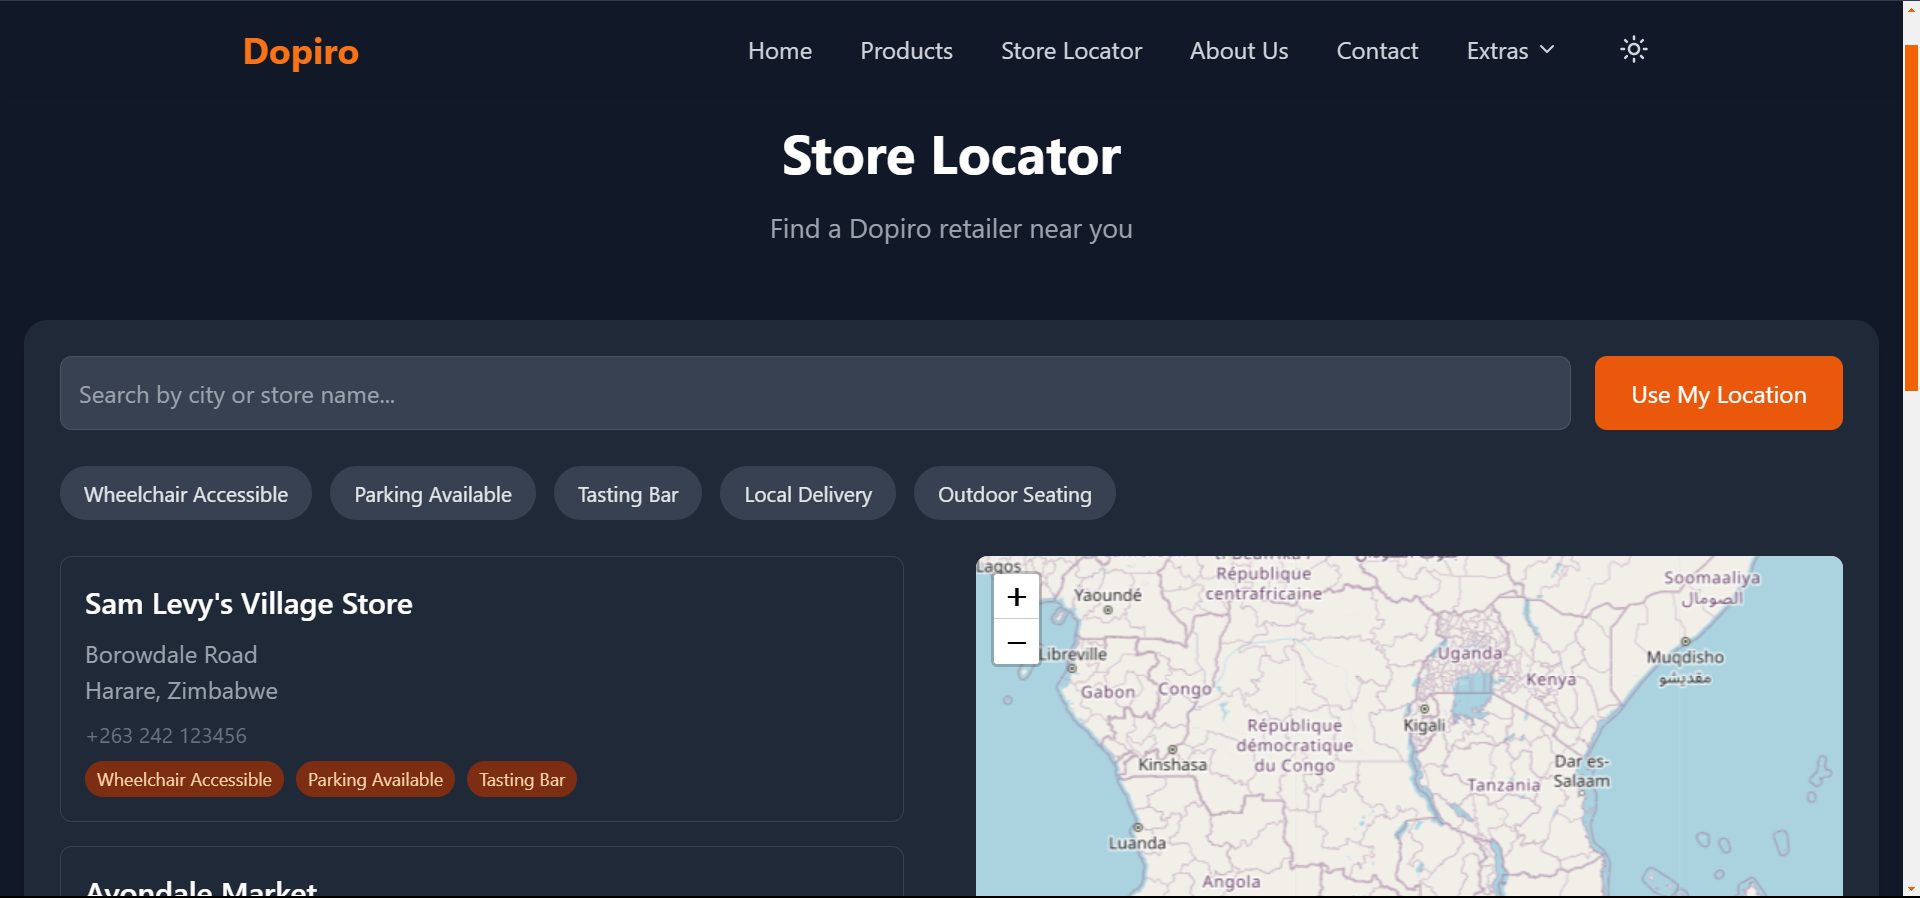 Dopiro
Home
Products
Store Locator
About Us
Contact
Extras
Store Locator
Find a Dopiro retailer near you
Search by city or store name...
Use My Location
Wheelchair Accessible
Parking Available
Tasting Bar
Local Delivery
Outdoor Seating
Sam Levy's Village Store
Borowdale Road
Harare, Zimbabwe
+263 242 123456
Wheelchair Accessible
Parking Available
Tasting Bar
Avondale Market
+
−
Lagos
Yaoundé
République
centrafricaine
Soomaaliya
الصومال
Libreville
Gabon
Congo
Uganda
Kenya
Muqdisho
مقديشو
Kigali
République
démocratique
du Congo
Kinshasa
Dar es-
Salaam
Tanzania
Luanda
Angola